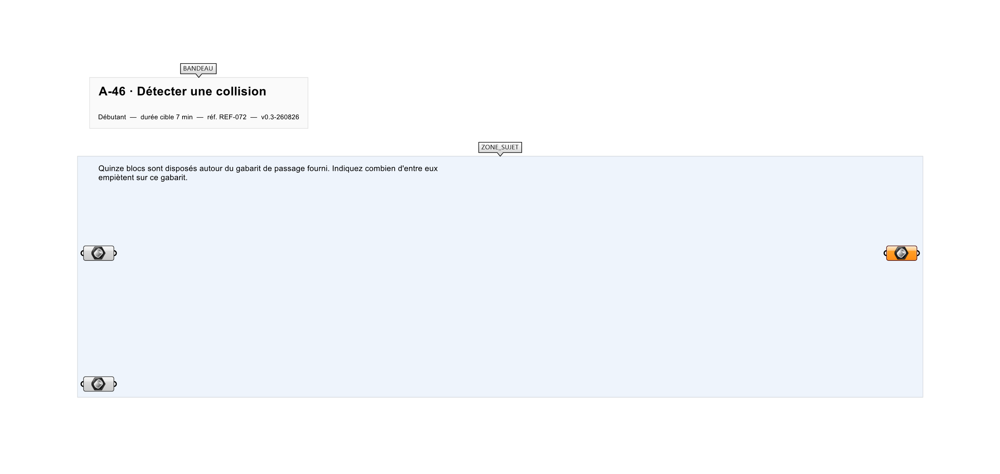 BANDEAU
A-46 · Détecter une collision
Débutant — durée cible 7 min — réf. REF-072 — v0.3-260826
ZONE_SUJET
Quinze blocs sont disposés autour du gabarit de passage fourni. Indiquez combien d'entre eux
empiètent sur ce gabarit.